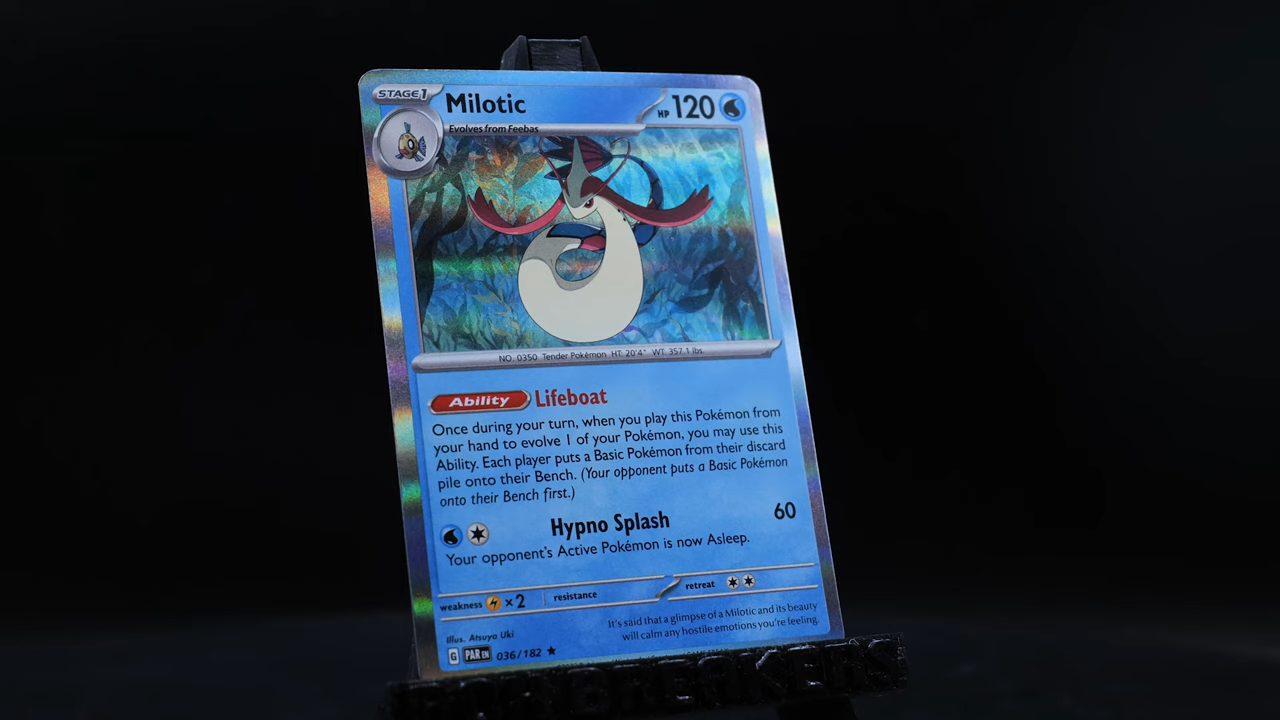 STAGE 1
Milotic
HP 120
Evolves from Feebas
NO. 0350 Tender Pokémon HT: 20'4" WT: 357.1 lbs.
Ability Lifeboat
Once during your turn, when you play this Pokémon from
your hand to evolve 1 of your Pokémon, you may use this
Ability. Each player puts a Basic Pokémon from their discard
pile onto their Bench. (Your opponent puts a Basic Pokémon
onto their Bench first.)
Hypno Splash 60
Your opponent's Active Pokémon is now Asleep.
weakness ×2 resistance retreat
It's said that a glimpse of a Milotic and its beauty
will calm any hostile emotions you're feeling.
Illus. Atsuya Uki
G PAR EN 036/182 ★